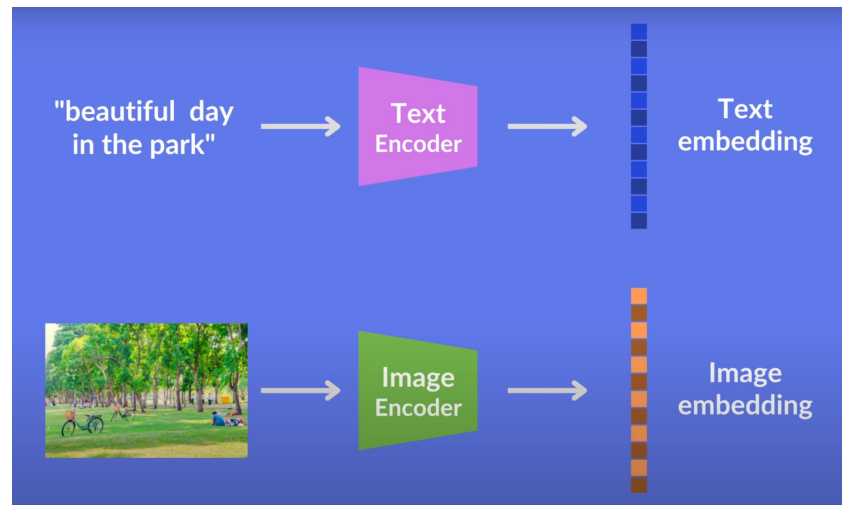 "beautiful  day
in the park"
Text
Encoder
Text
embedding
Image
Encoder
Image
embedding